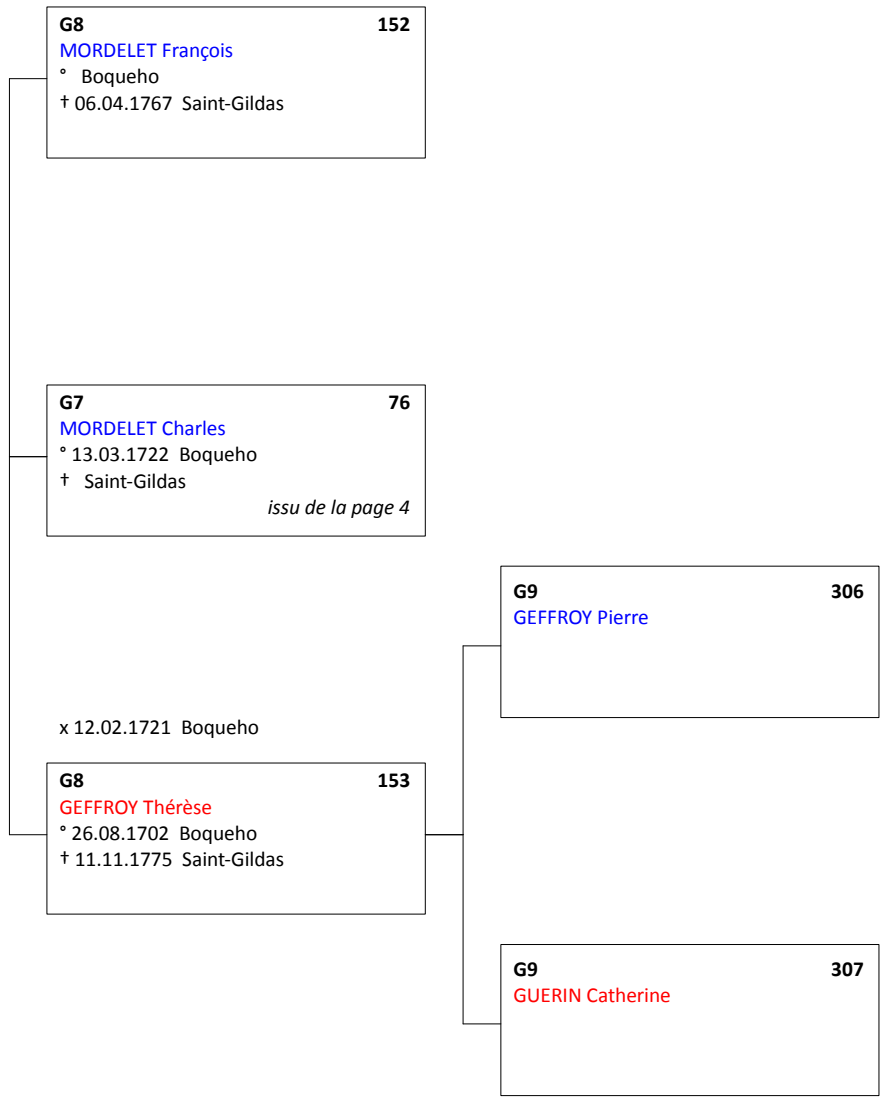 G8 152
MORDELET François
° Boqueho
† 06.04.1767 Saint-Gildas
G7 76
MORDELET Charles
° 13.03.1722 Boqueho
† Saint-Gildas
issu de la page 4
G9 306
GEFFROY Pierre
x 12.02.1721 Boqueho
G8 153
GEFFROY Thérèse
° 26.08.1702 Boqueho
† 11.11.1775 Saint-Gildas
G9 307
GUERIN Catherine